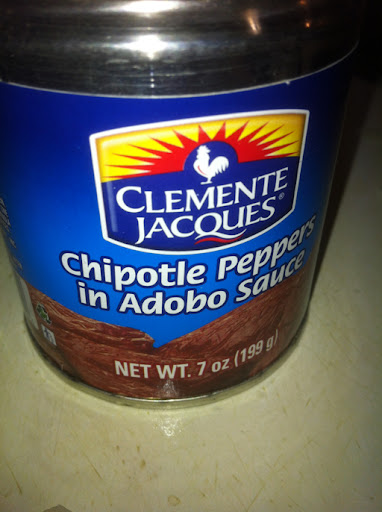 CLEMENTE
JACQUES®
Chipotle Peppers
in Adobo Sauce
NET WT. 7 oz (199 g)